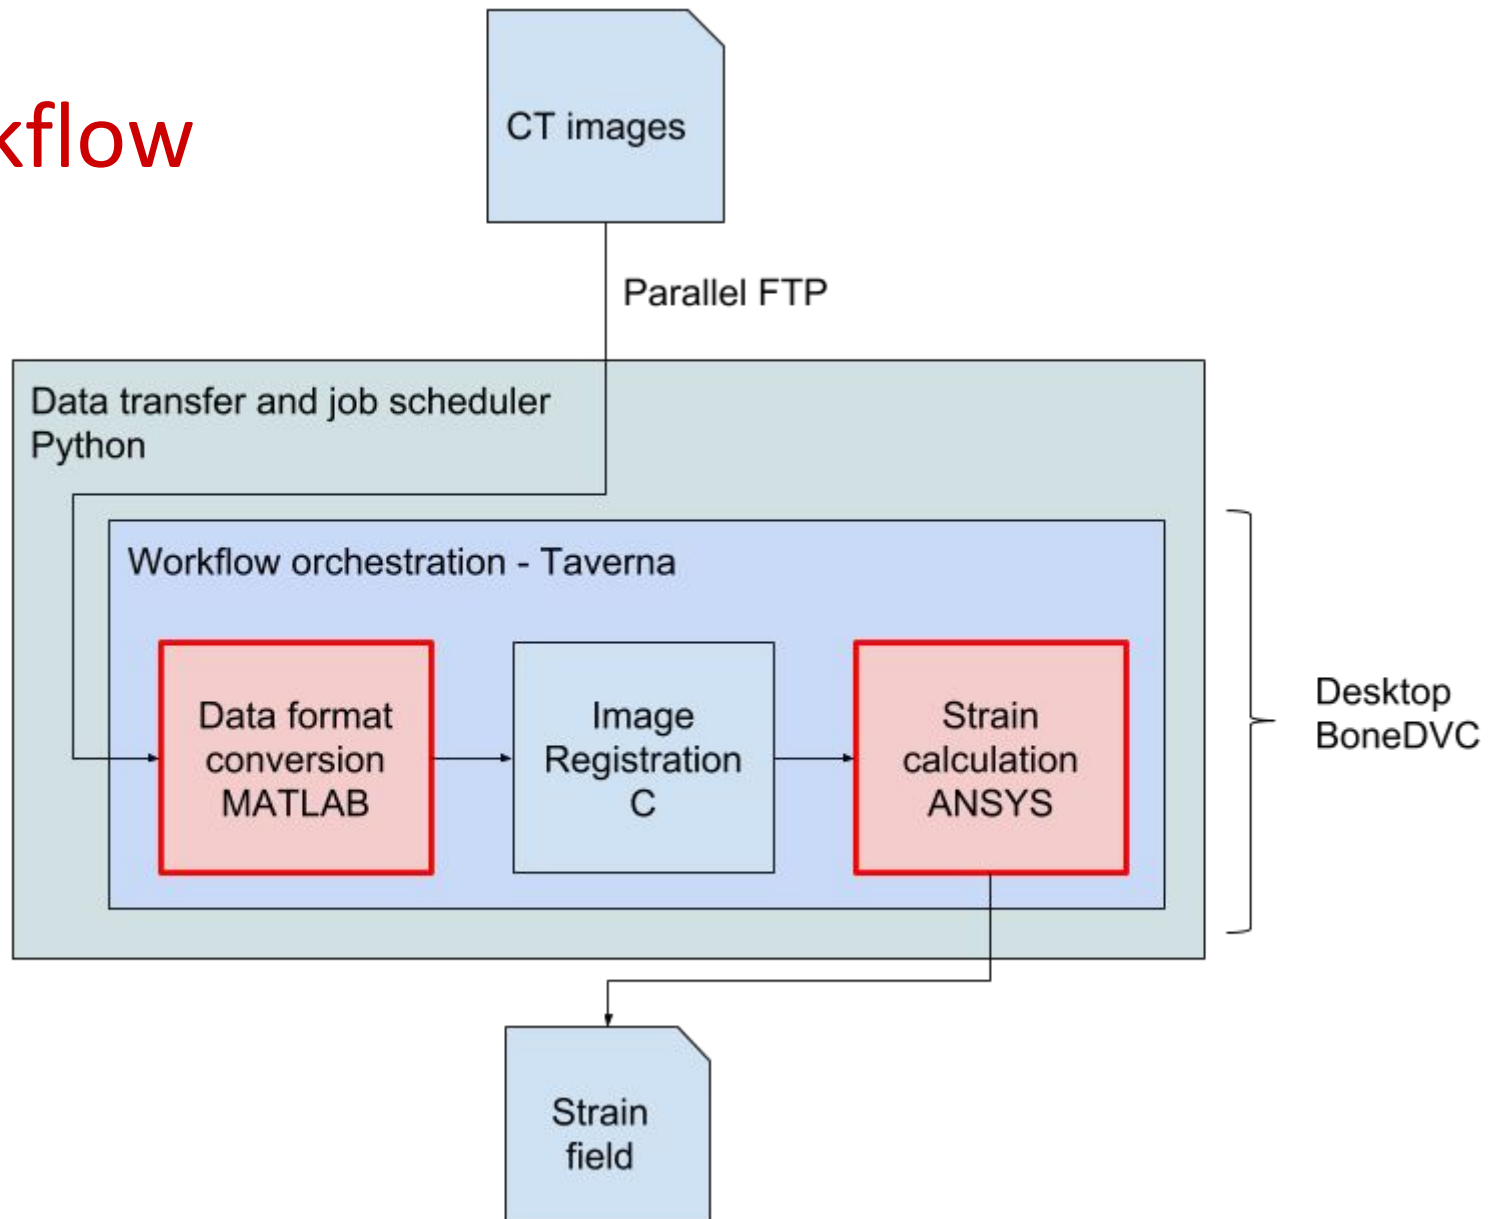 kflow
CT images
Parallel FTP
Data transfer and job scheduler
Python
Workflow orchestration - Taverna
Data format
conversion
MATLAB
Image
Registration
C
Strain
calculation
ANSYS
Desktop
BoneDVC
Strain
field